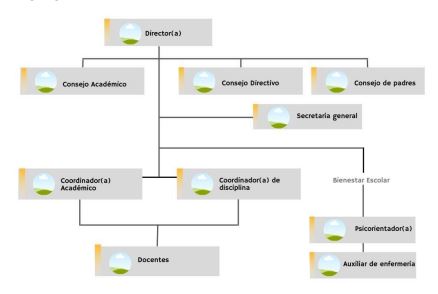 Director(a)
Consejo Académico
Consejo Directivo
Consejo de padres
Secretaria general
Coordinador(a)
Académico
Coordinador(a) de
disciplina
Bienestar Escolar
Psicorientador(a)
Docentes
Auxiliar de enfermería